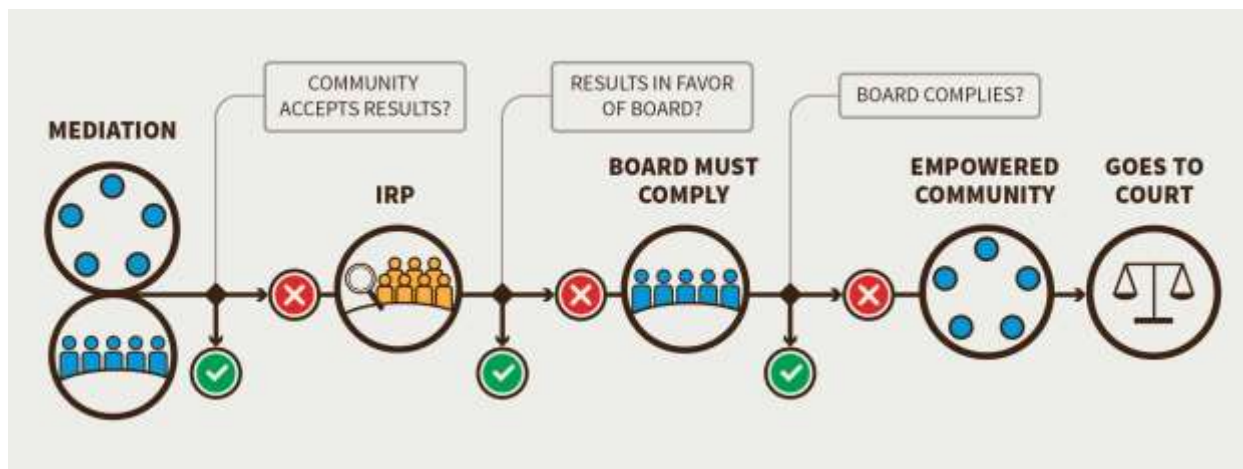 COMMUNITY
ACCEPTS RESULTS?
RESULTS IN FAVOR
OF BOARD?
BOARD COMPLIES?
MEDIATION
IRP
BOARD MUST
COMPLY
EMPOWERED
COMMUNITY
GOES TO
COURT